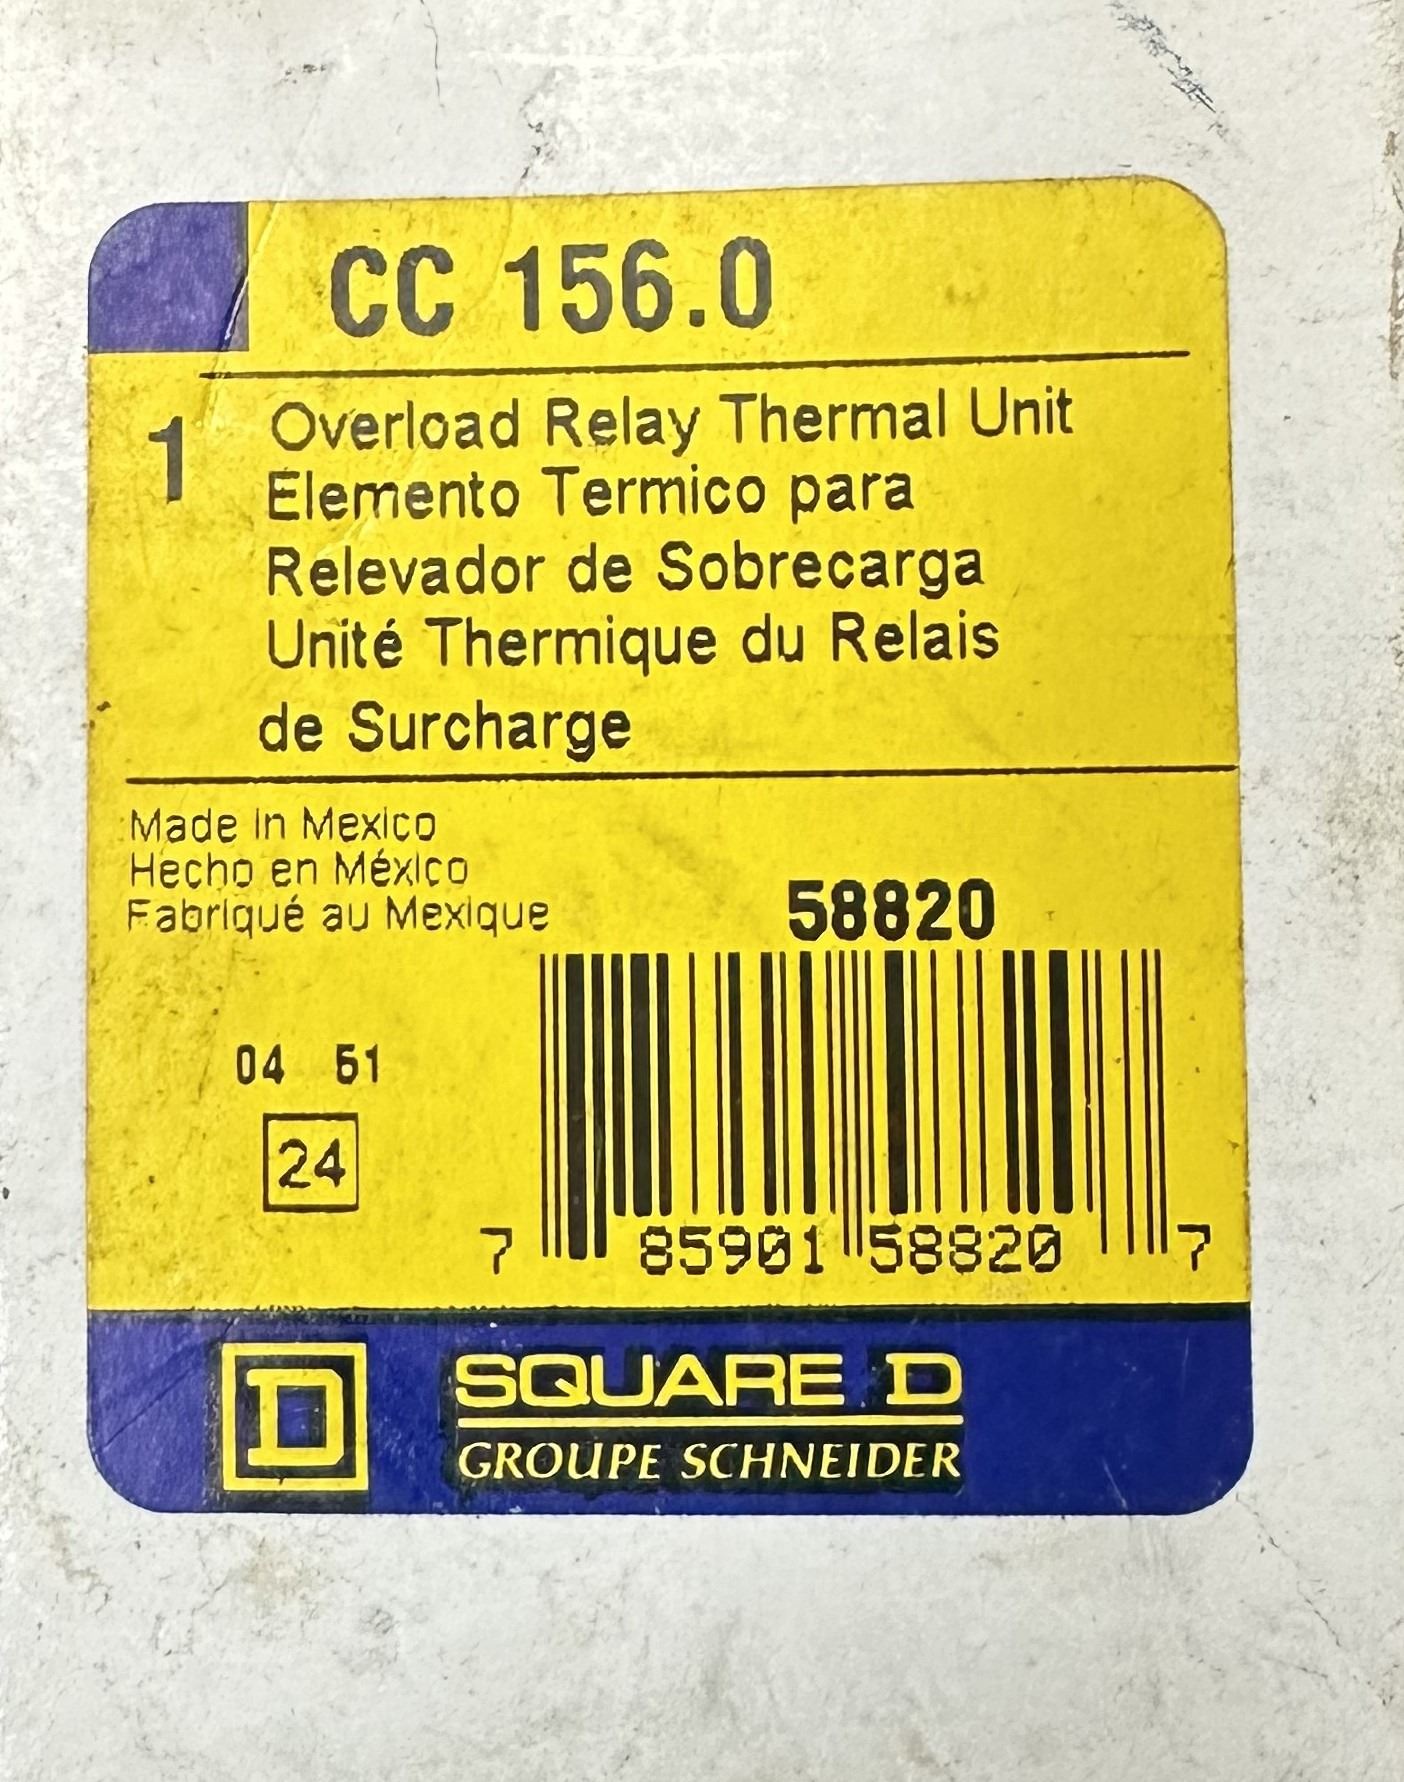 CC 156.0
1
Overload Relay Thermal Unit
Elemento Termico para
Relevador de Sobrecarga
Unité Thermique du Relais
de Surcharge
Made In Mexico
Hecho en México
Fabriqué au Mexique
58820
04 51
24
7 85901 58820 7
D
SQUARE D
GROUPE SCHNEIDER